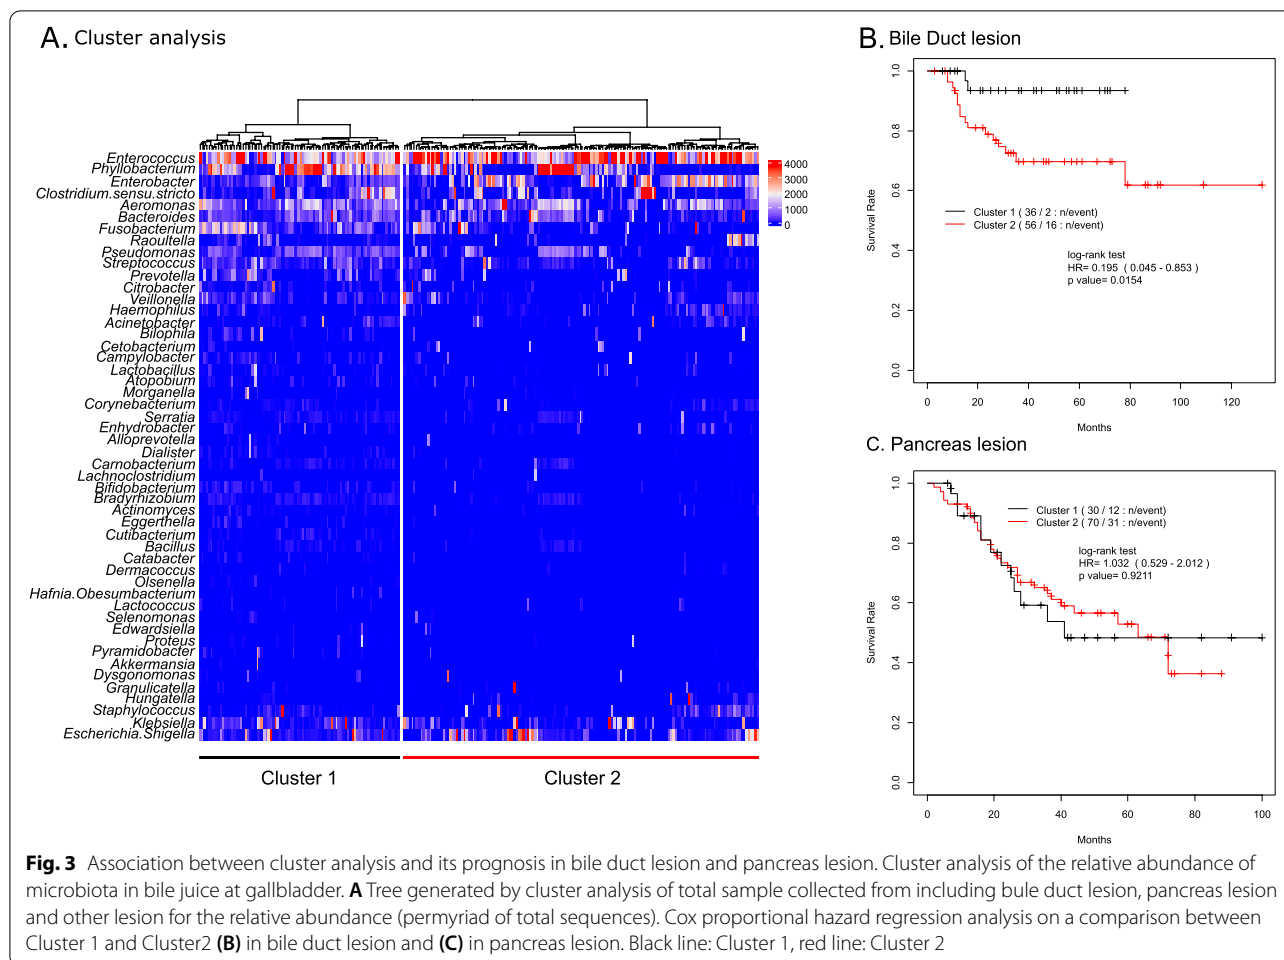 A. Cluster analysis
Enterococcus
Phyllobacterium
Enterobacter
Clostridium.sensu.stricto
Aeromonas
Bacteroides
Fusobacterium
Raoultella
Pseudomonas
Streptococcus
Prevotella
Citrobacter
Veillonella
Haemophilus
Acinetobacter
Bilophila
Cetobacterium
Campylobacter
Lactobacillus
Atopobium
Morganella
Corynebacterium
Serratia
Enhydrobacter
Alloprevotella
Dialister
Carnobacterium
Lachnoclostridium
Bifidobacterium
Bradyrhizobium
Actinomyces
Eggerthella
Cutibacterium
Bacillus
Catabacter
Dermacoccus
Olsenella
Hafnia.Obesumbacterium
Lactococcus
Selenomonas
Edwardsiella
Proteus
Pyramidobacter
Akkermansia
Dysgonomonas
Granulicatella
Hungatella
Staphylococcus
Klebsiella
Escherichia.Shigella
4000
3000
2000
1000
0
Cluster 1
Cluster 2
B. Bile Duct lesion
Survival Rate
1.0
0.8
0.6
0.4
0.2
0.0
Cluster 1 ( 36 / 2 : n/event)
Cluster 2 ( 56 / 16 : n/event)
log-rank test
HR= 0.195 ( 0.045 - 0.853 )
p value= 0.0154
0 20 40 60 80 100 120
Months
C. Pancreas lesion
Survival Rate
1.0
0.8
0.6
0.4
0.2
0.0
Cluster 1 ( 30 / 12 : n/event)
Cluster 2 ( 70 / 31 : n/event)
log-rank test
HR= 1.032 ( 0.529 - 2.012 )
p value= 0.9211
0 20 40 60 80 100
Months
Fig. 3 Association between cluster analysis and its prognosis in bile duct lesion and pancreas lesion. Cluster analysis of the relative abundance of
microbiota in bile juice at gallbladder. A Tree generated by cluster analysis of total sample collected from including bule duct lesion, pancreas lesion
and other lesion for the relative abundance (permyriad of total sequences). Cox proportional hazard regression analysis on a comparison between
Cluster 1 and Cluster2 (B) in bile duct lesion and (C) in pancreas lesion. Black line: Cluster 1, red line: Cluster 2